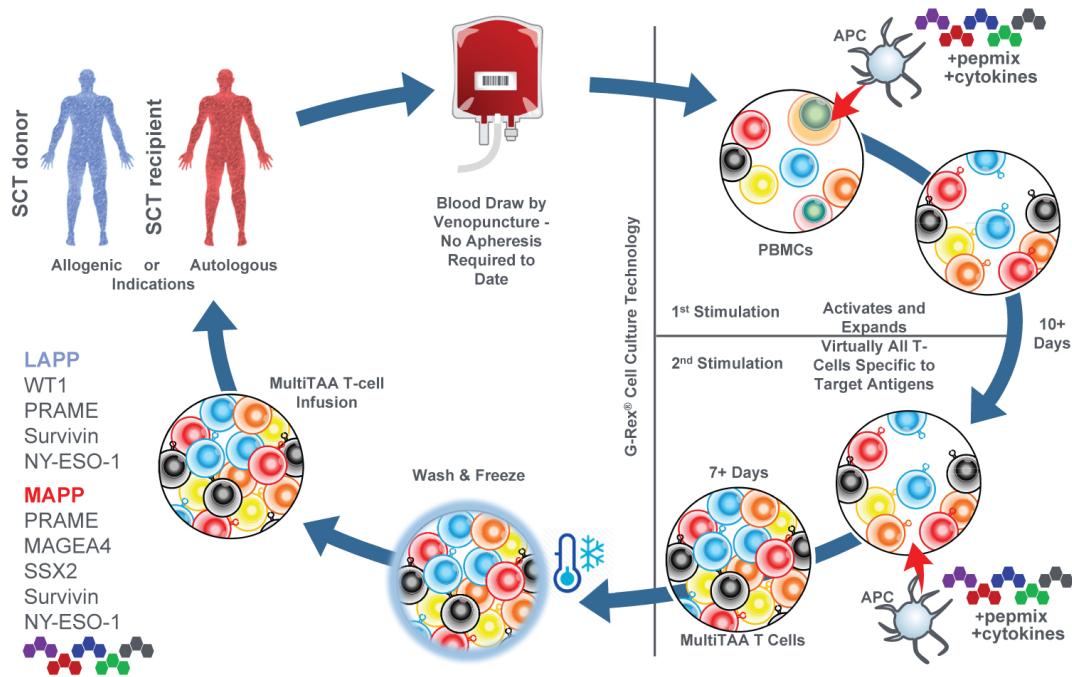 SCT donor
SCT recipient
Allogenic or Autologous
Indications
Blood Draw by
Venopuncture -
No Apheresis
Required to
Date
G-Rex® Cell Culture Technology
APC
+pepmix
+cytokines
PBMCs
1st Stimulation
Activates and
Expands
Virtually All T-
Cells Specific to
Target Antigens
2nd Stimulation
10+
Days
APC
+pepmix
+cytokines
7+ Days
MultiTAA T Cells
Wash & Freeze
MultiTAA T-cell
Infusion
LAPP
WT1
PRAME
Survivin
NY-ESO-1
MAPP
PRAME
MAGEA4
SSX2
Survivin
NY-ESO-1